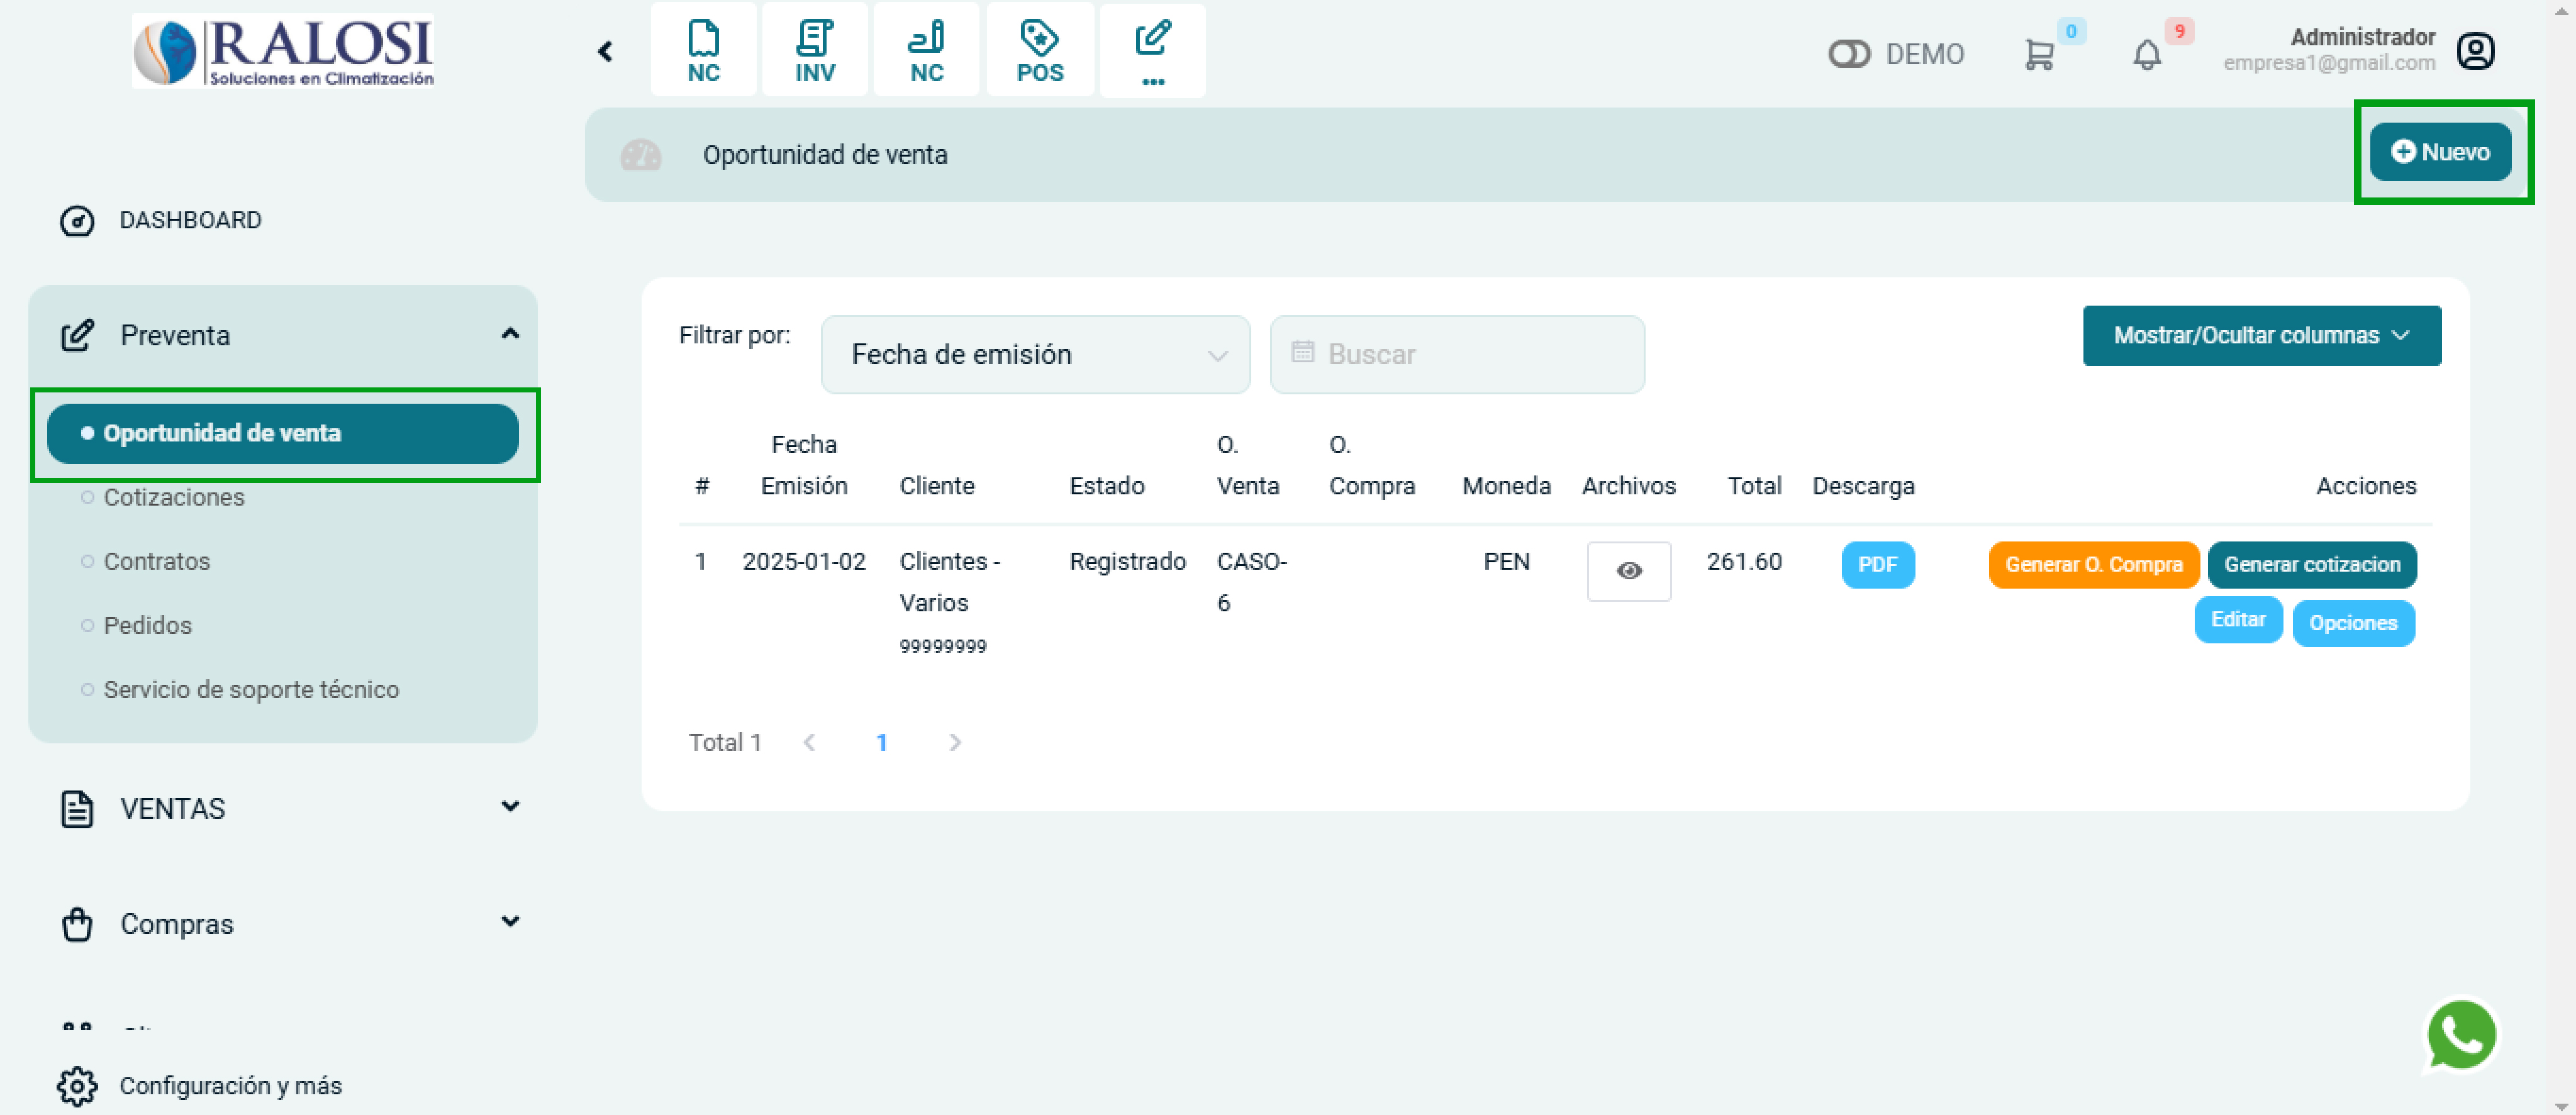 RALOSI
Soluciones en Climatización
NC
INV
NC
POS
...
DEMO
0
9
Administrador
empresa1@gmail.com
Oportunidad de venta
Nuevo
DASHBOARD
Preventa
Oportunidad de venta
Cotizaciones
Contratos
Pedidos
Servicio de soporte técnico
VENTAS
Compras
Configuración y más
Filtrar por:
Fecha de emisión
Buscar
Mostrar/Ocultar columnas
# Fecha Emisión Cliente Estado O. Venta O. Compra Moneda Archivos Total Descarga Acciones
1 2025-01-02 Clientes - Registrado CASO- PEN 261.60 PDF Generar O. Compra Generar cotizacion
Varios 6 Editar Opciones
99999999
Total 1 1